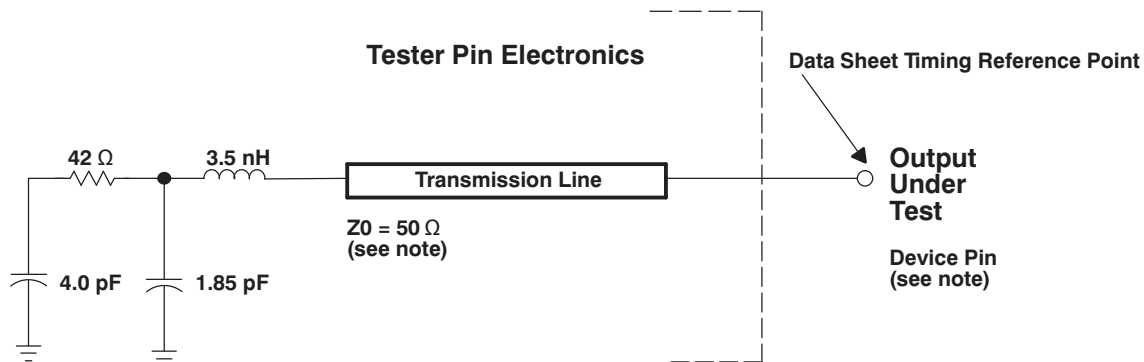 Tester Pin Electronics
Data Sheet Timing Reference Point
42 Ω
3.5 nH
Transmission Line
Output
Under
Test
Z0 = 50 Ω
(see note)
Device Pin
(see note)
4.0 pF
1.85 pF